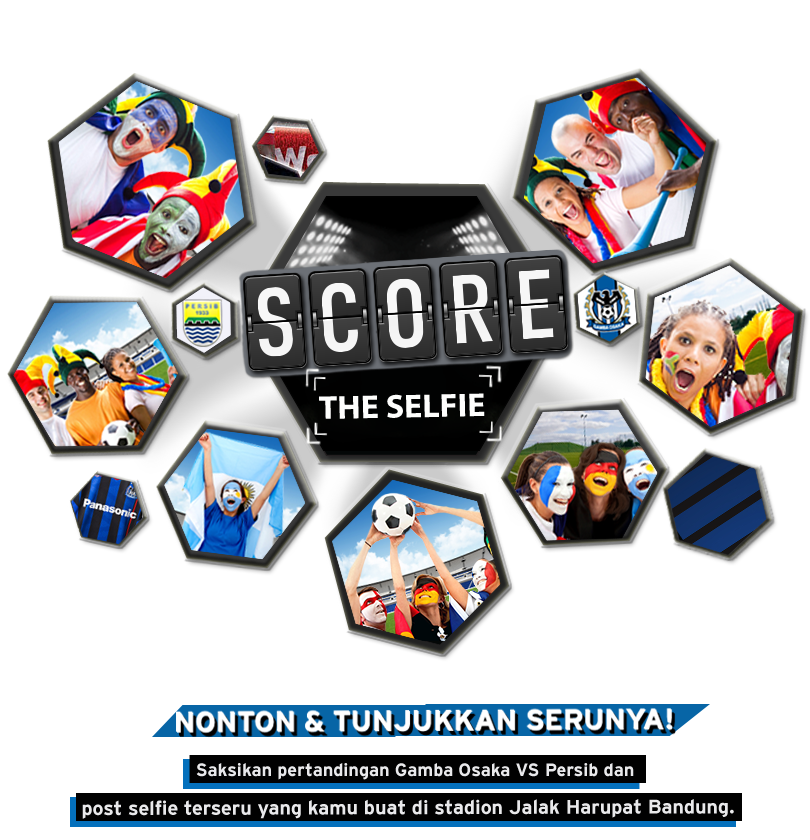 W
SCORE
PERSIB
1933
GAMBA OSAKA
THE SELFIE
Panasonic
NONTON & TUNJUKKAN SERUNYA!
Saksikan pertandingan Gamba Osaka VS Persib dan
post selfie terseru yang kamu buat di stadion Jalak Harupat Bandung.